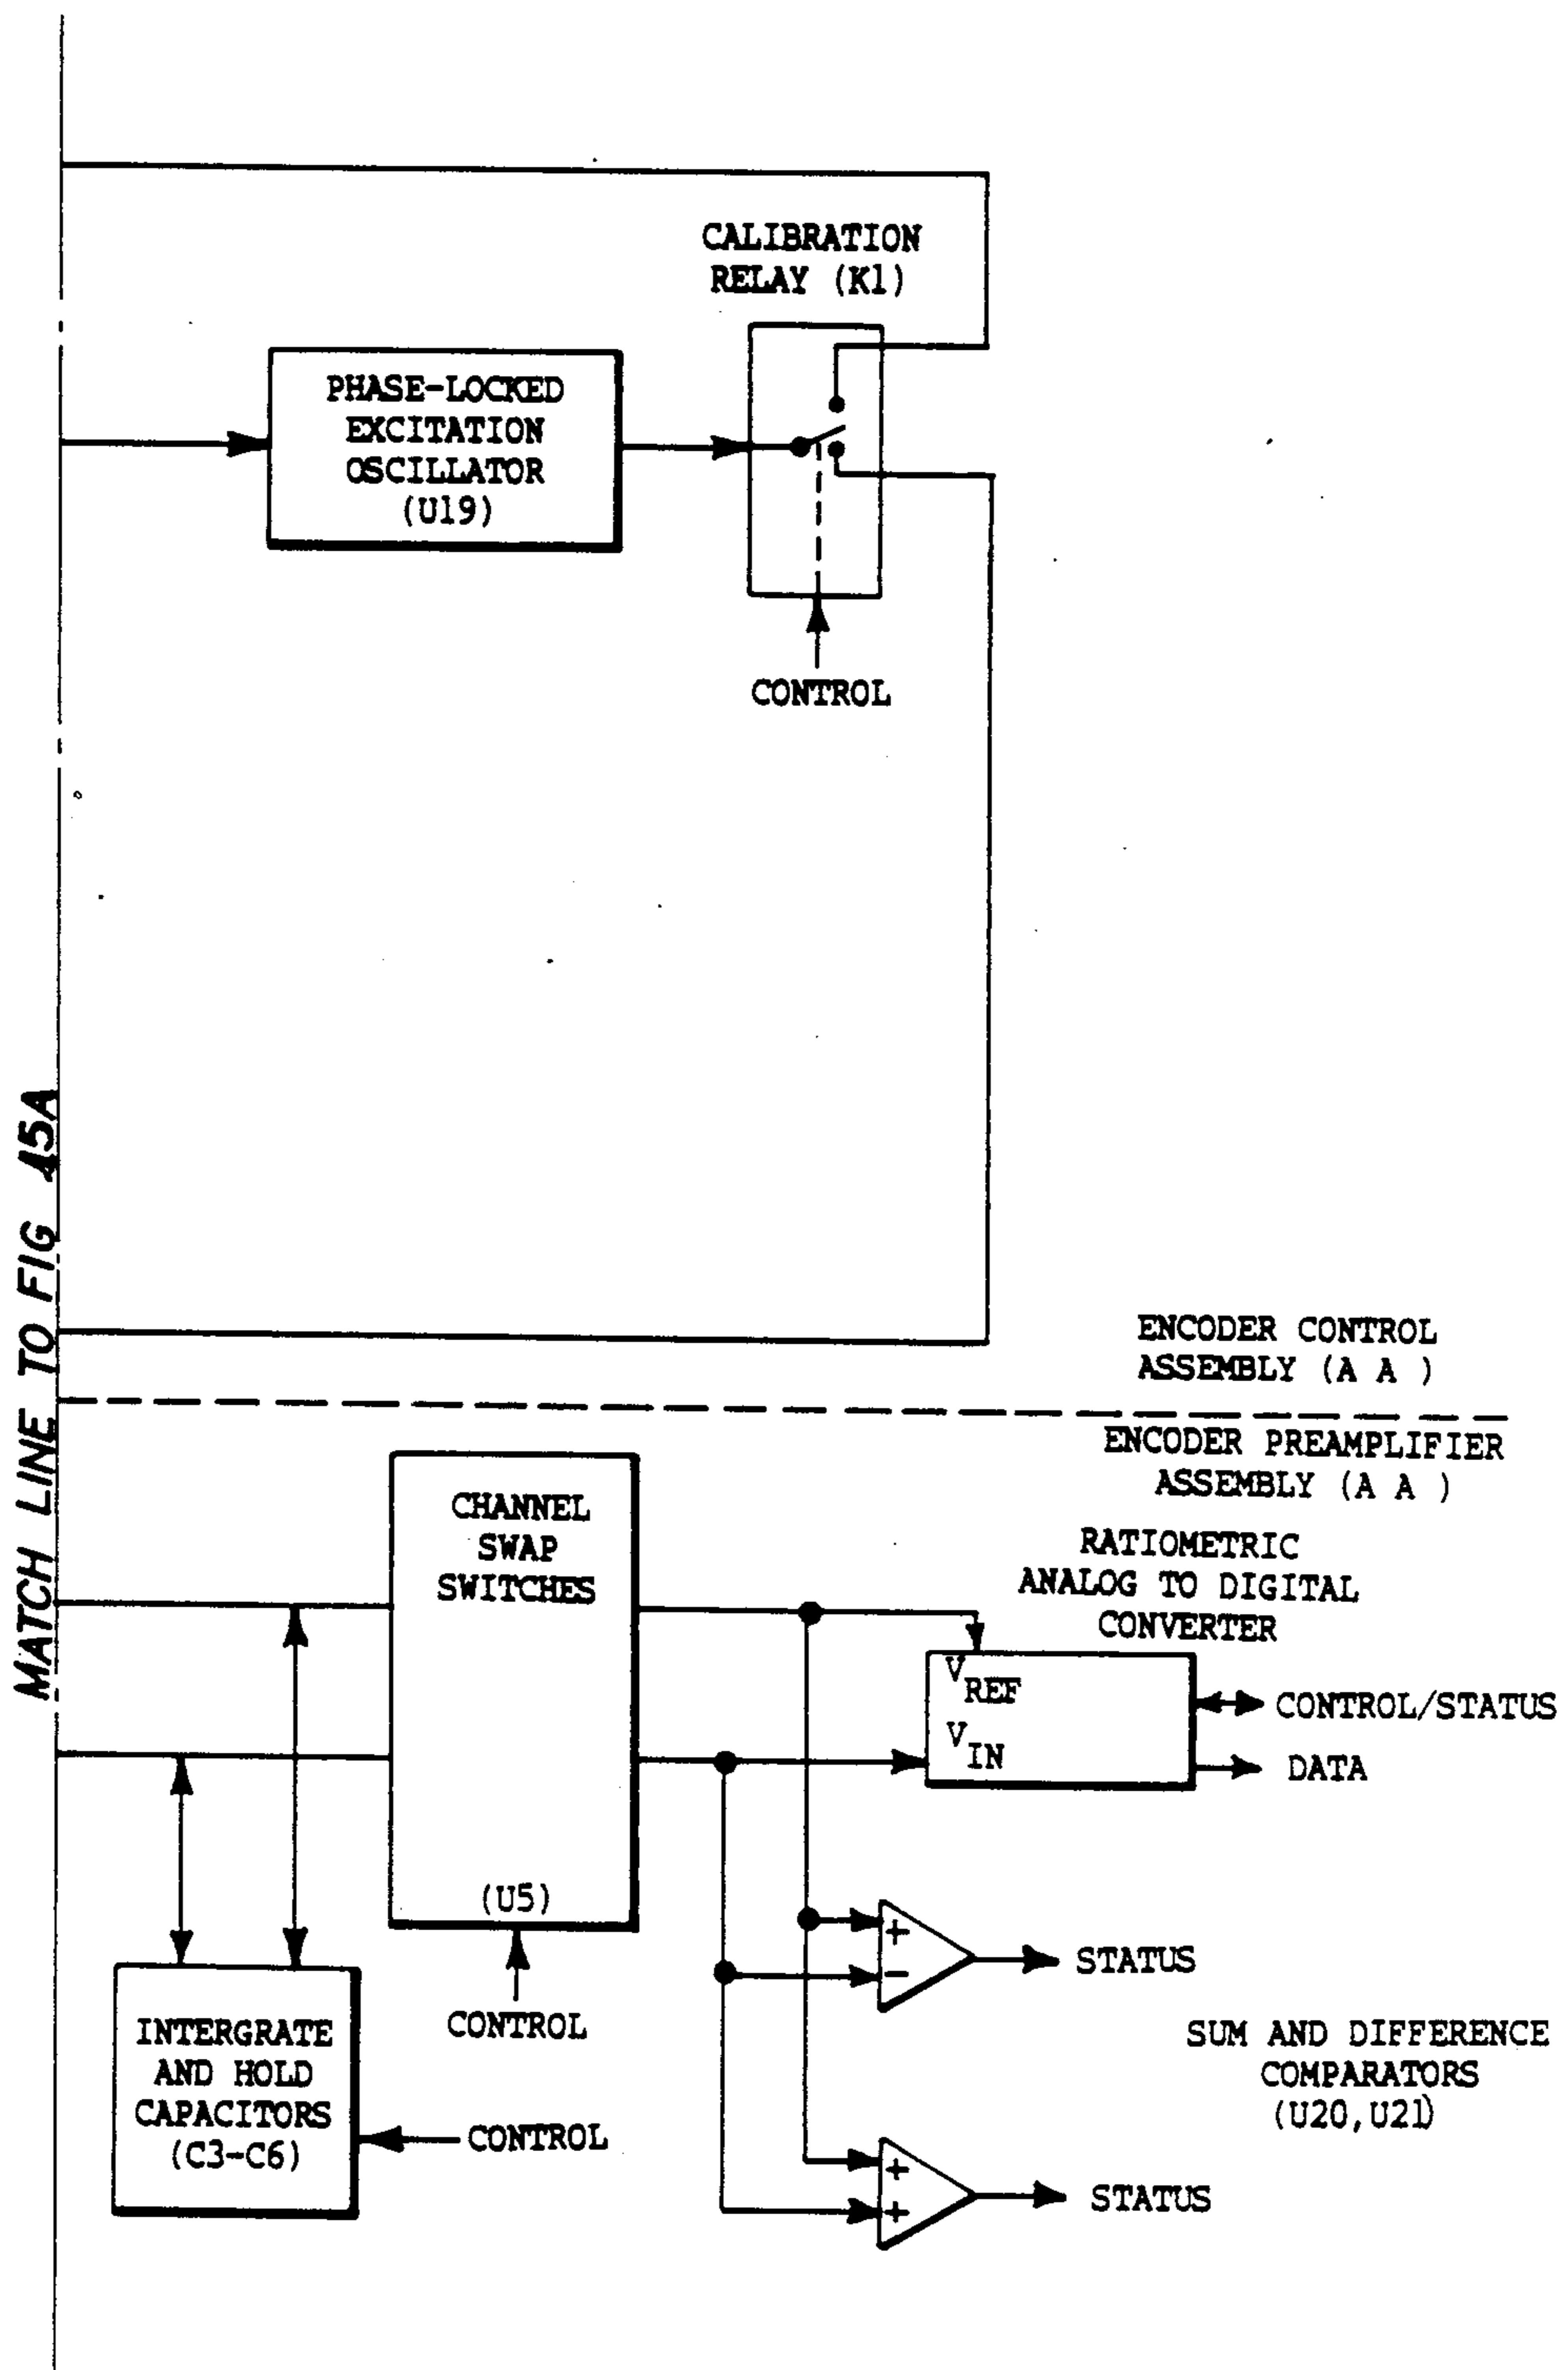 CALIBRATION
RELAY (K1)
PHASE-LOCKED
EXCITATION
OSCILLATOR
(U19)
CONTROL
MATCH LINE TO FIG 45A
ENCODER CONTROL
ASSEMBLY (A A )
ENCODER PREAMPLIFIER
ASSEMBLY (A A )
CHANNEL
SWAP
SWITCHES
(U5)
CONTROL
RATIOMETRIC
ANALOG TO DIGITAL
CONVERTER
VREF
VIN
CONTROL/STATUS
DATA
+
-
STATUS
INTERGRATE
AND HOLD
CAPACITORS
(C3-C6)
CONTROL
SUM AND DIFFERENCE
COMPARATORS
(U20,U21)
+
+
STATUS